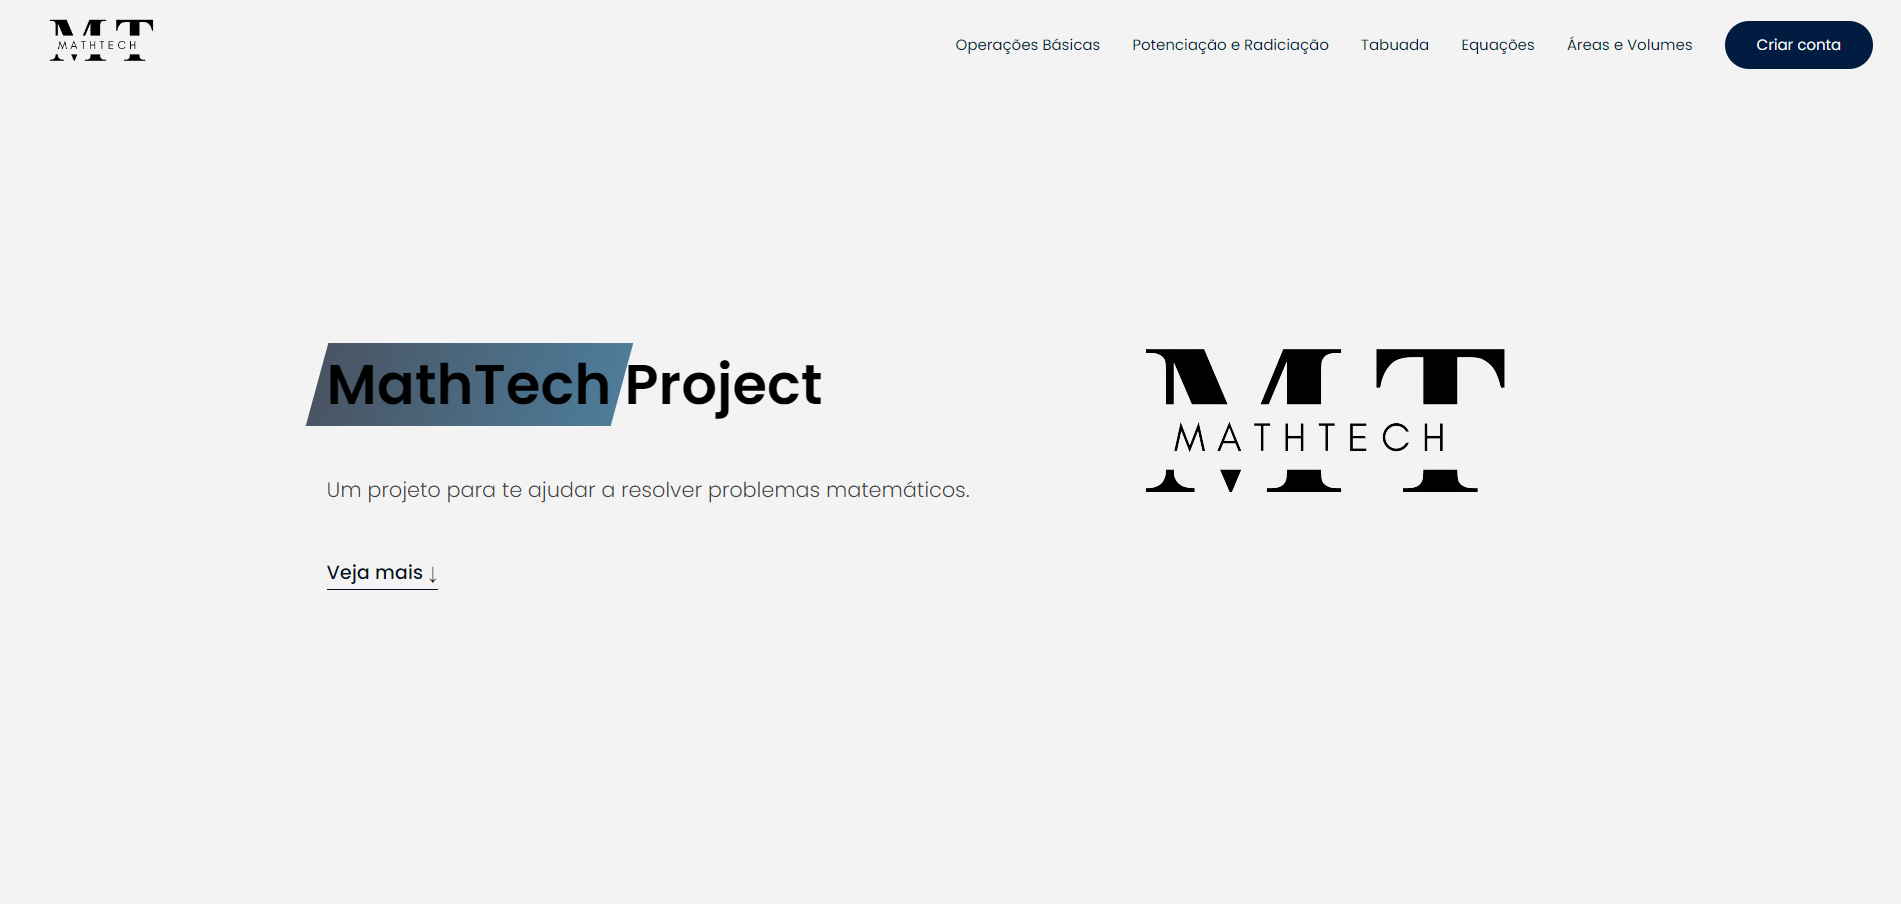 MT
MATHTECH
Operações Básicas
Potenciação e Radiciação
Tabuada
Equações
Áreas e Volumes
Criar conta
MathTech Project
Um projeto para te ajudar a resolver problemas matemáticos.
Veja mais ↓
MT
MATHTECH